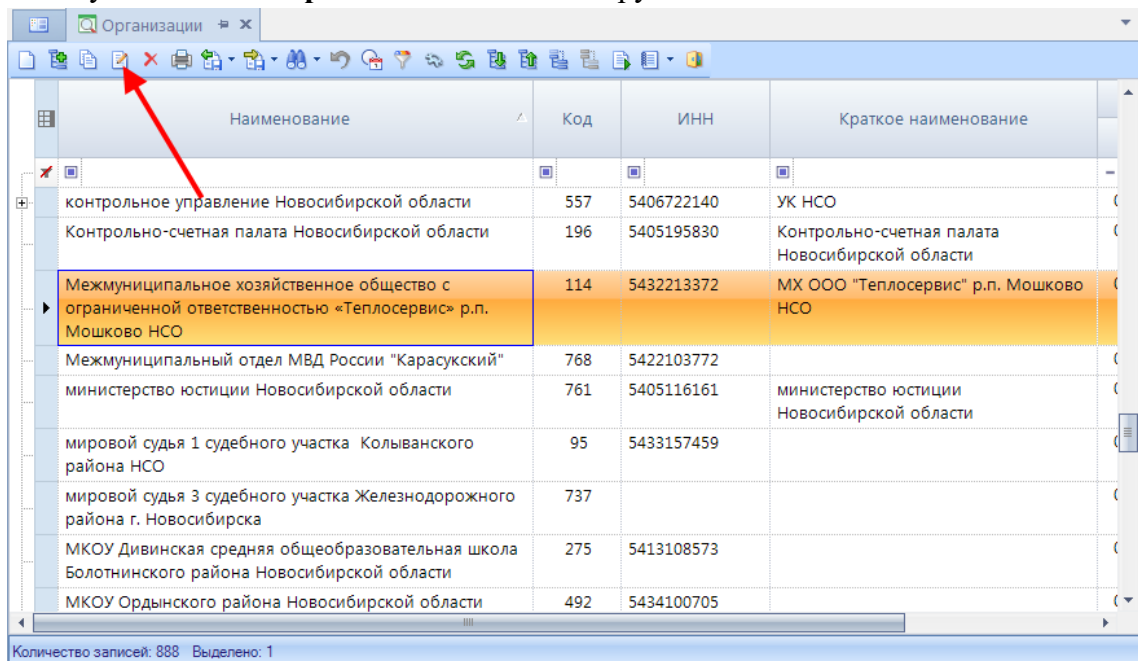 Организации
Наименование Код ИНН Краткое наименование
контрольное управление Новосибирской области 557 5406722140 УК НСО
Контрольно-счетная палата Новосибирской области 196 5405195830 Контрольно-счетная палата
Новосибирской области
Межмуниципальное хозяйственное общество с 114 5432213372 МХ ООО "Теплосервис" р.п. Мошково
ограниченной ответственностью «Теплосервис» р.п. НСО
Мошково НСО
Межмуниципальный отдел МВД России "Карасукский" 768 5422103772
министерство юстиции Новосибирской области 761 5405116161 министерство юстиции
Новосибирской области
мировой судья 1 судебного участка Колыванского 95 5433157459
района НСО
мировой судья 3 судебного участка Железнодорожного 737
района г. Новосибирска
МКОУ Дивинская средняя общеобразовательная школа 275 5413108573
Болотнинского района Новосибирской области
МКОУ Ордынского района Новосибирской области 492 5434100705
Количество записей: 888 Выделено: 1